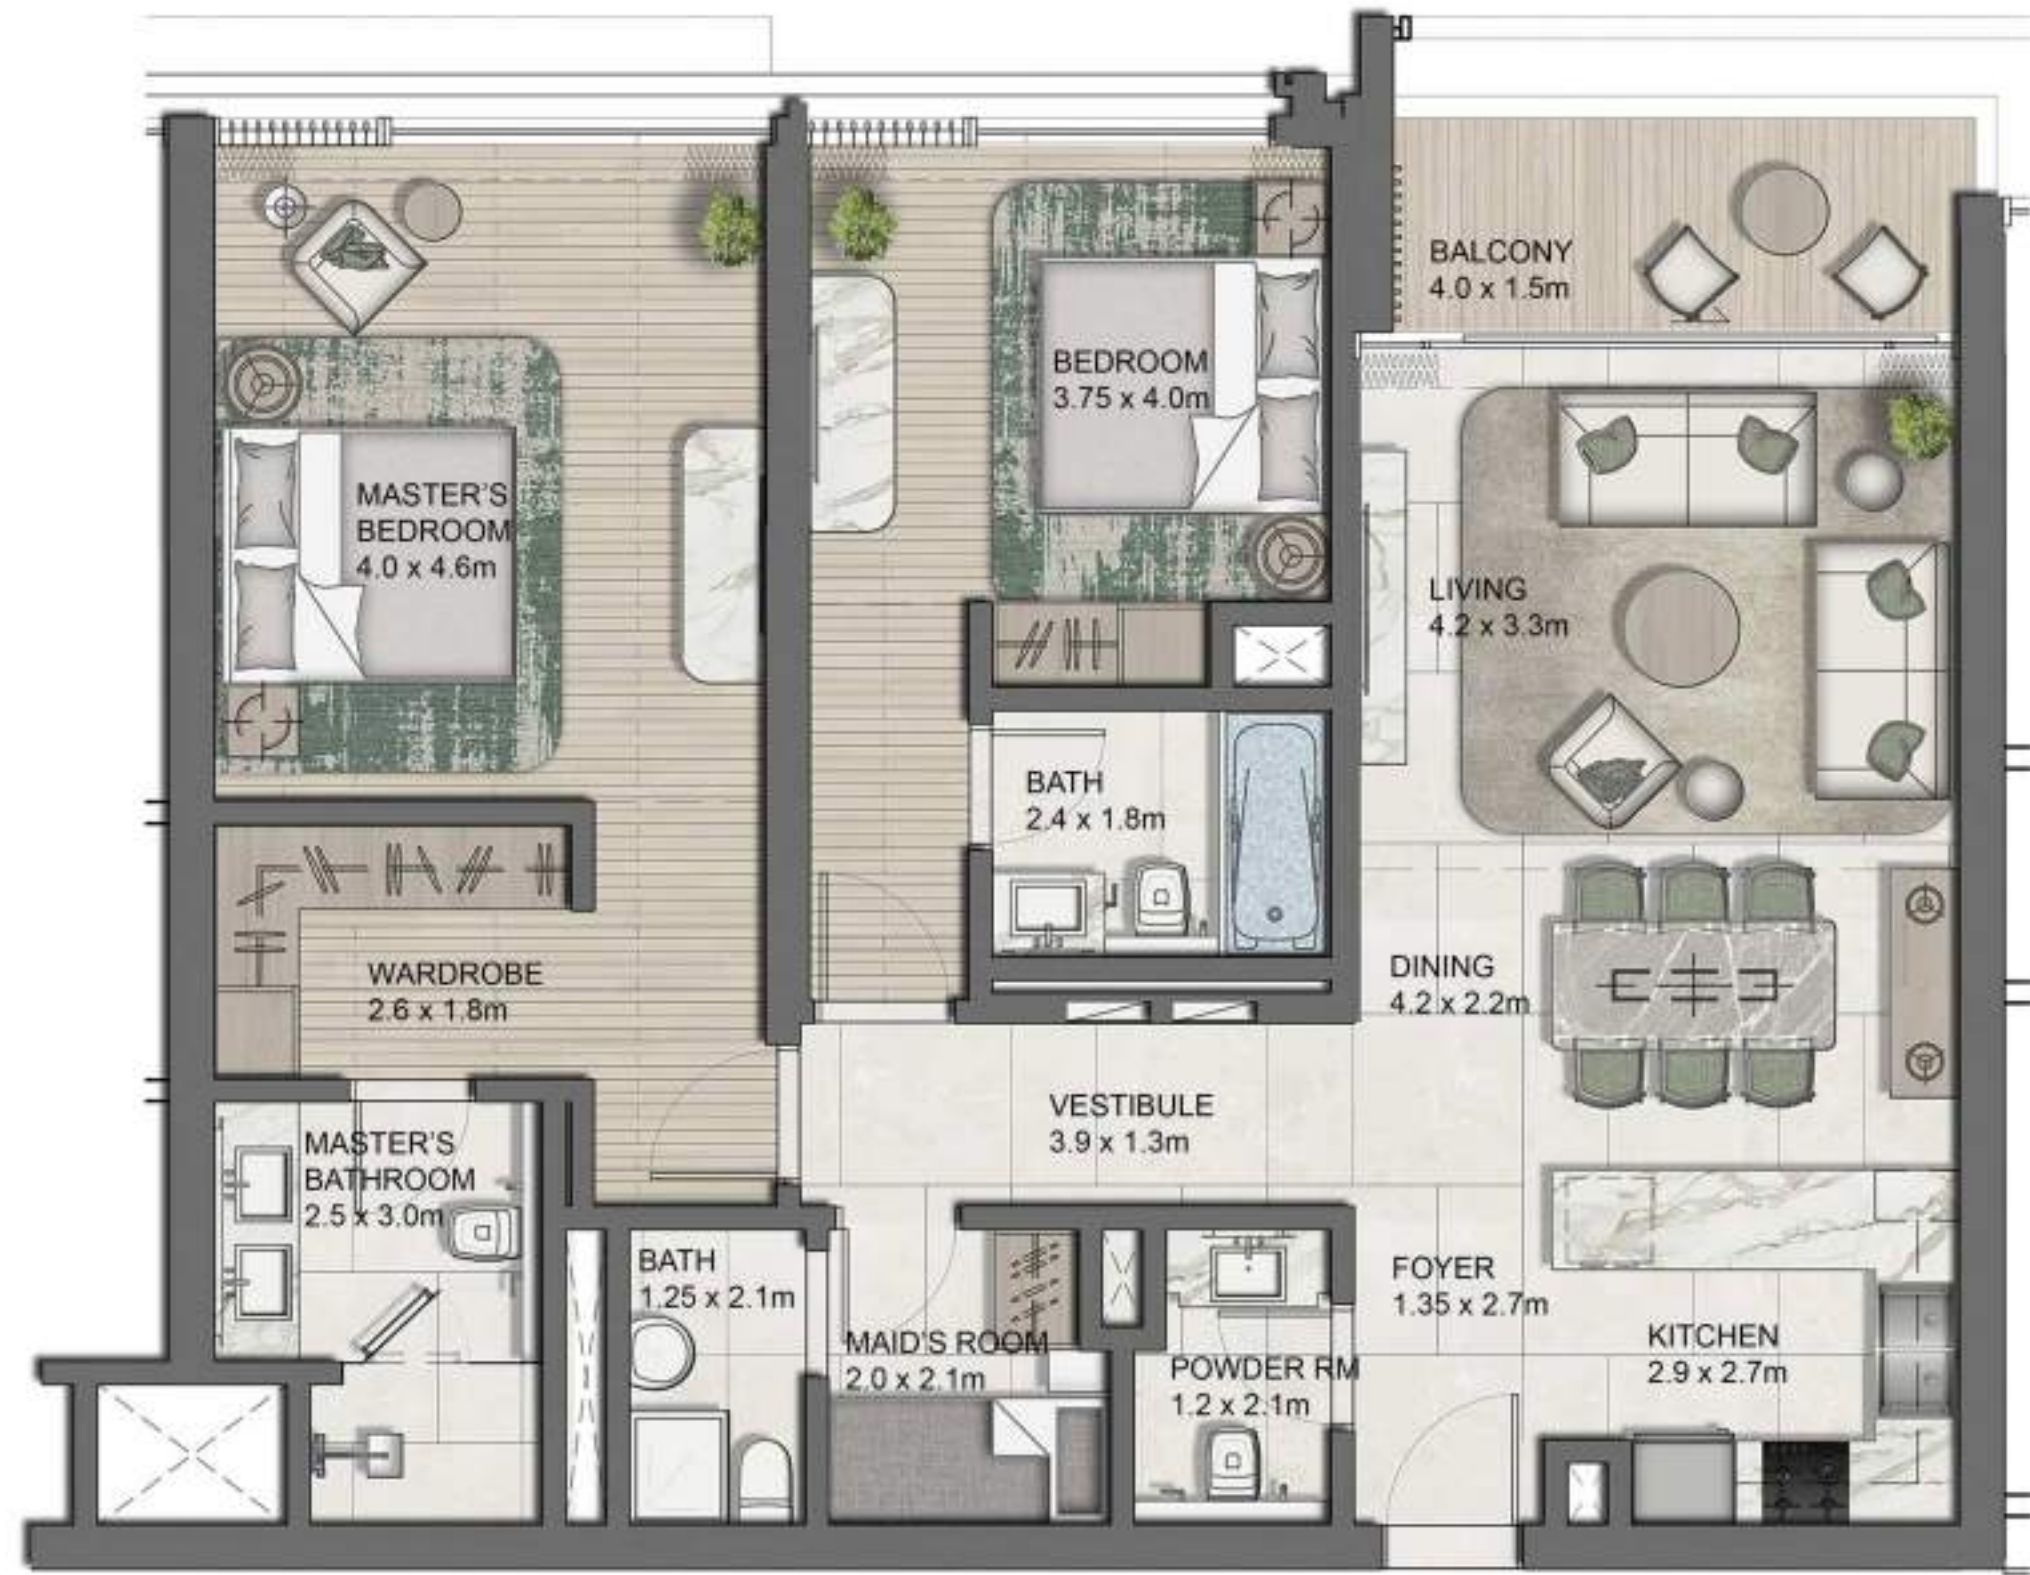 BALCONY
4.0 x 1.5m
BEDROOM
3.75 x 4.0m
MASTER'S
BEDROOM
4.0 x 4.6m
LIVING
4.2 x 3.3m
BATH
2.4 x 1.8m
WARDROBE
2.6 x 1.8m
DINING
4.2 x 2.2m
VESTIBULE
3.9 x 1.3m
MASTER'S
BATHROOM
2.5 x 3.0m
BATH
1.25 x 2.1m
MAID'S ROOM
2.0 x 2.1m
POWDER RM
1.2 x 2.1m
FOYER
1.35 x 2.7m
KITCHEN
2.9 x 2.7m